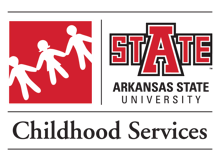 STATE
ARKANSAS STATE
UNIVERSITY
Childhood Services